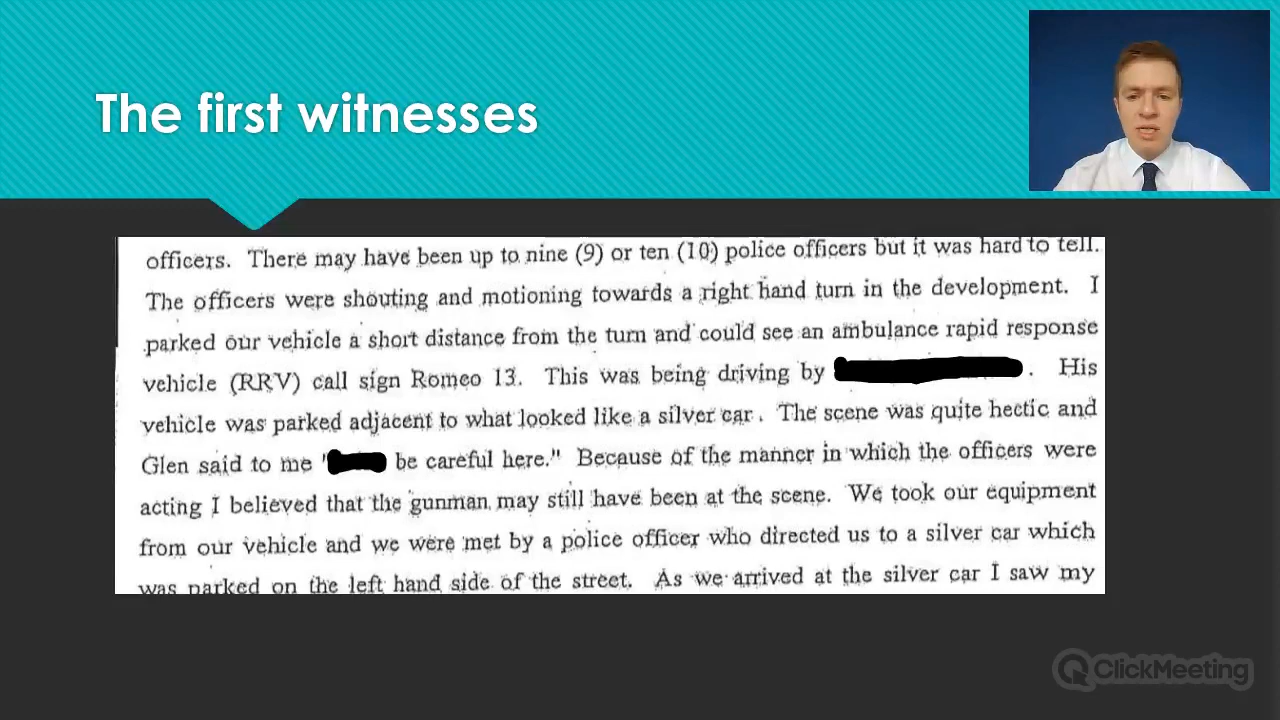 The first witnesses
officers. There may have been up to nine (9) or ten (10) police officers but it was hard to tell.
The officers were shouting and motioning towards a right hand turn in the development. I
parked our vehicle a short distance from the turn and could see an ambulance rapid response
vehicle (RRV) call sign Romeo 13. This was being driving by . His
vehicle was parked adjacent to what looked like a silver car. The scene was quite hectic and
Glen said to me " be careful here." Because of the manner in which the officers were
acting I believed that the gunman may still have been at the scene. We took our equipment
from our vehicle and we were met by a police officer who directed us to a silver car which
was parked on the left hand side of the street. As we arrived at the silver car I saw my
ClickMeeting